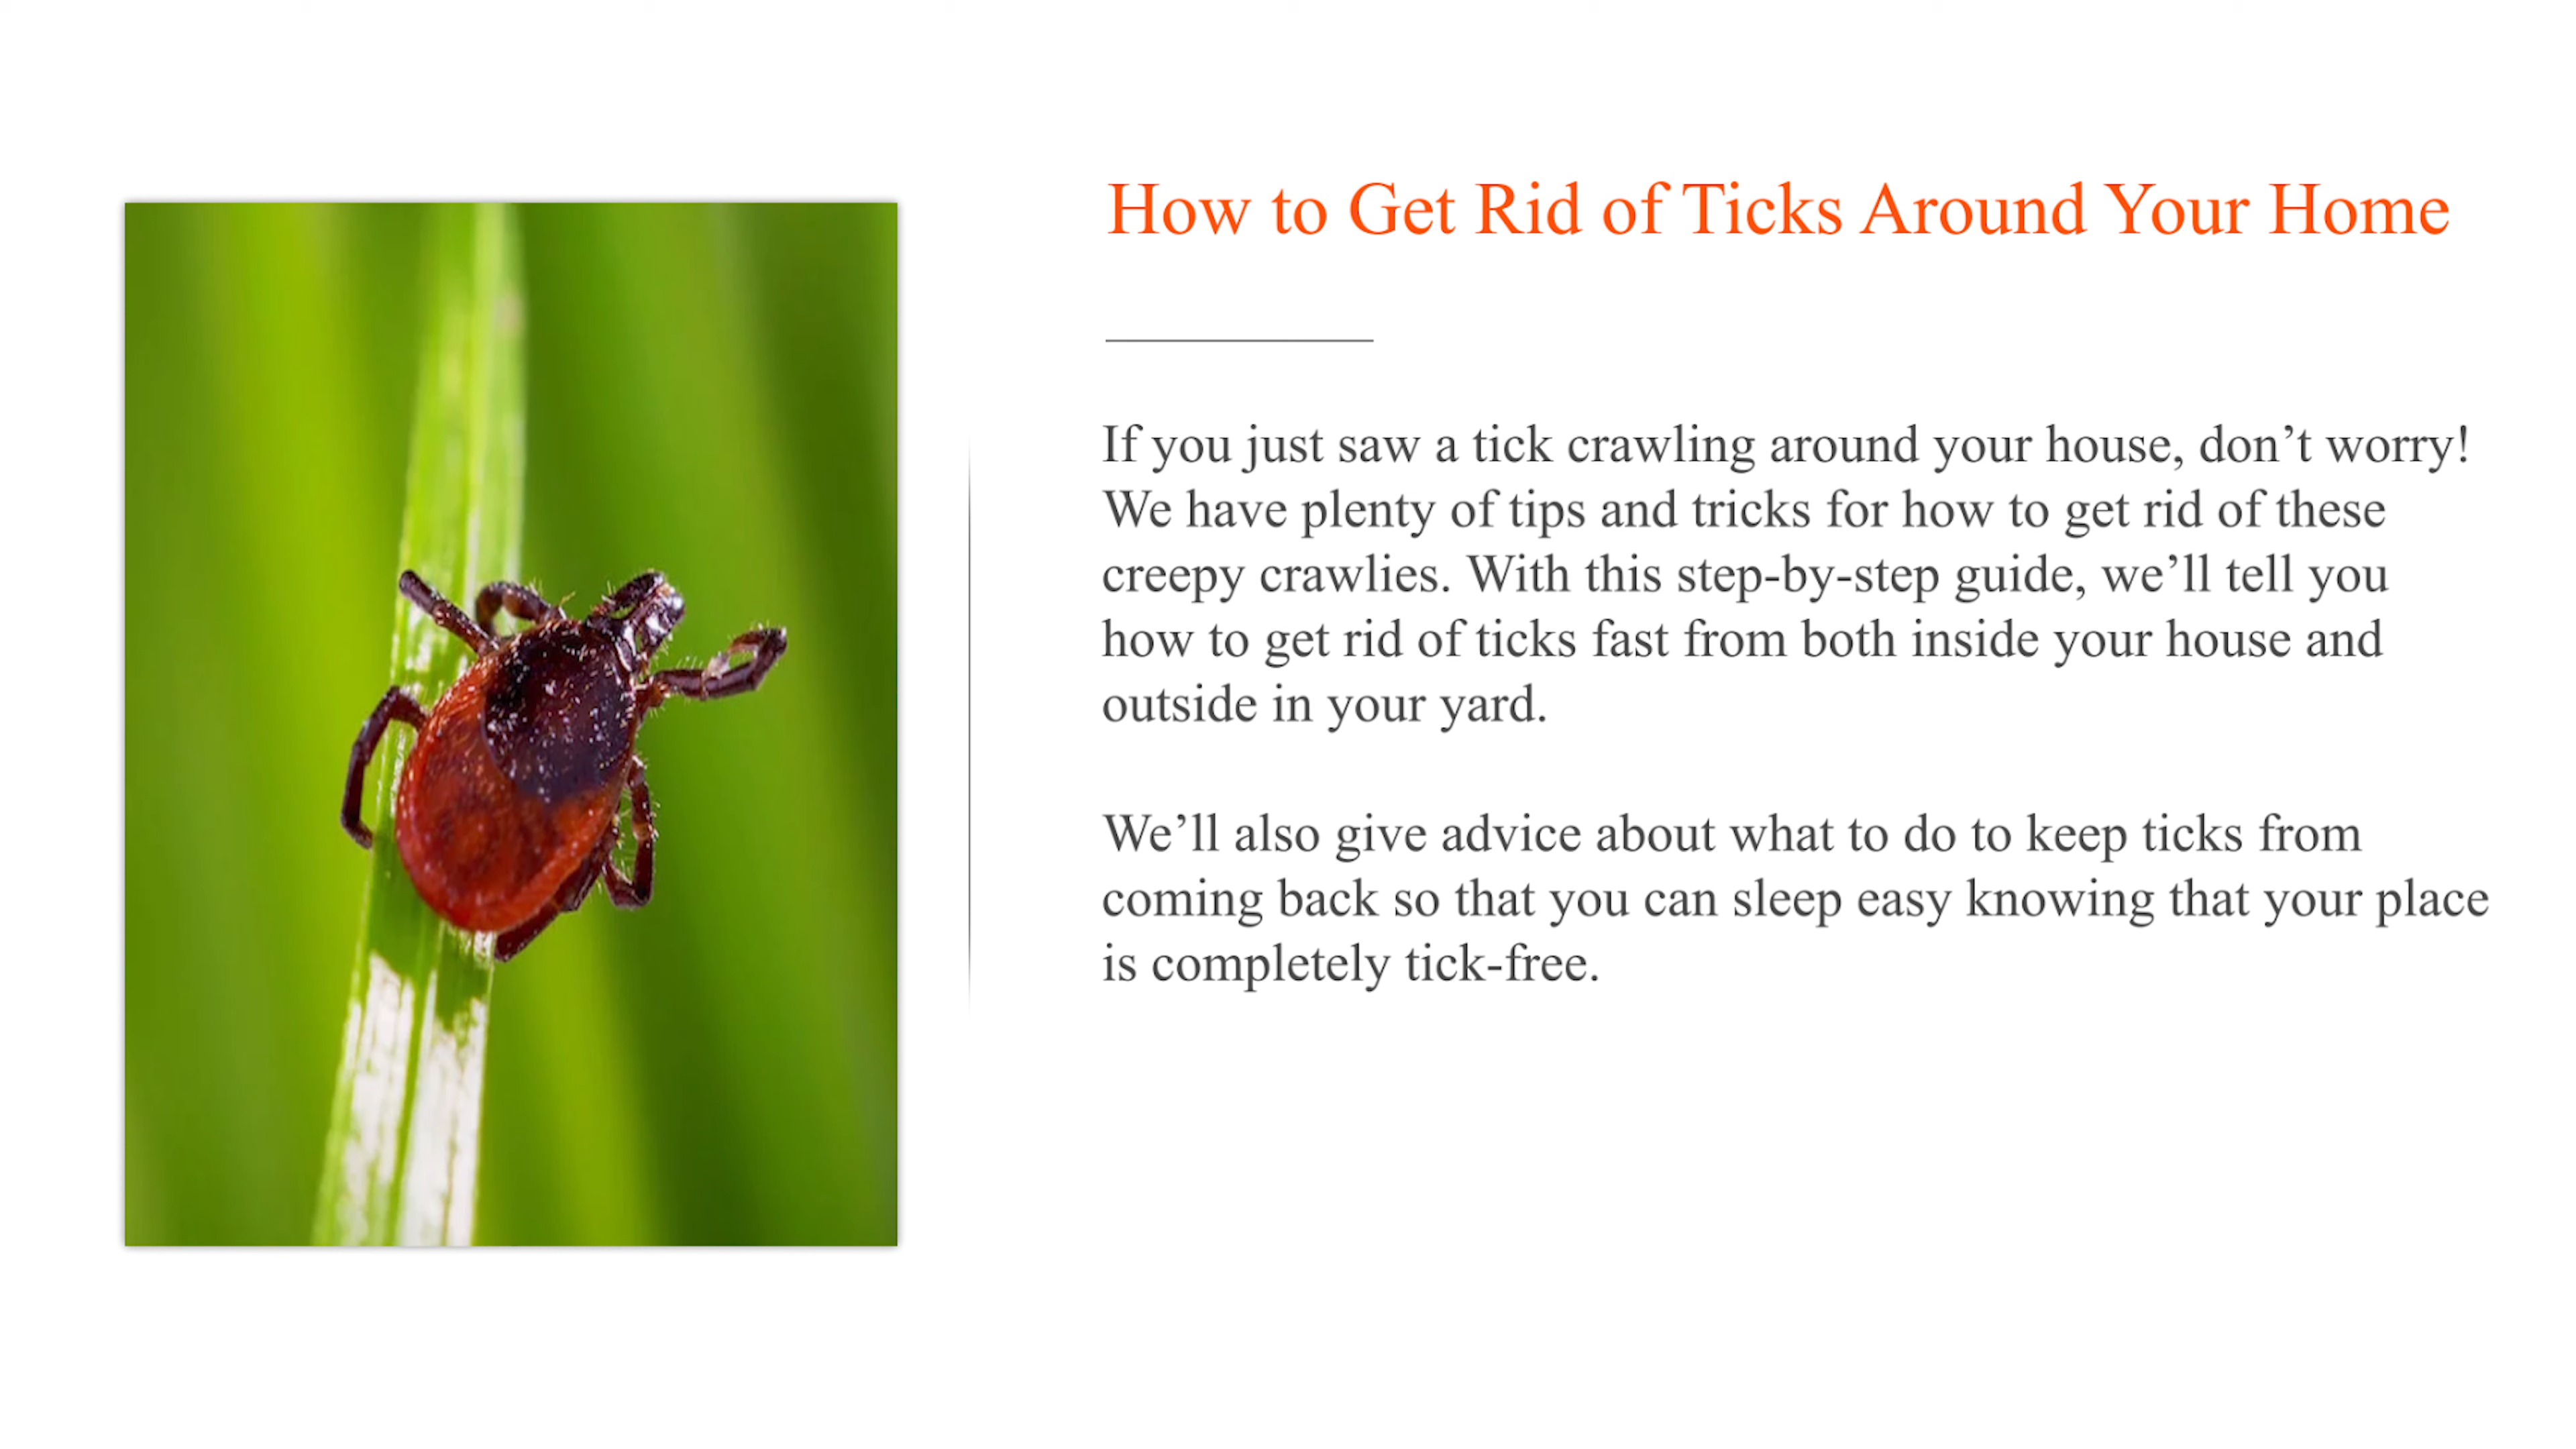 How to Get Rid of Ticks Around Your Home
If you just saw a tick crawling around your house, don’t worry!
We have plenty of tips and tricks for how to get rid of these
creepy crawlies. With this step-by-step guide, we’ll tell you
how to get rid of ticks fast from both inside your house and
outside in your yard.
We’ll also give advice about what to do to keep ticks from
coming back so that you can sleep easy knowing that your place
is completely tick-free.